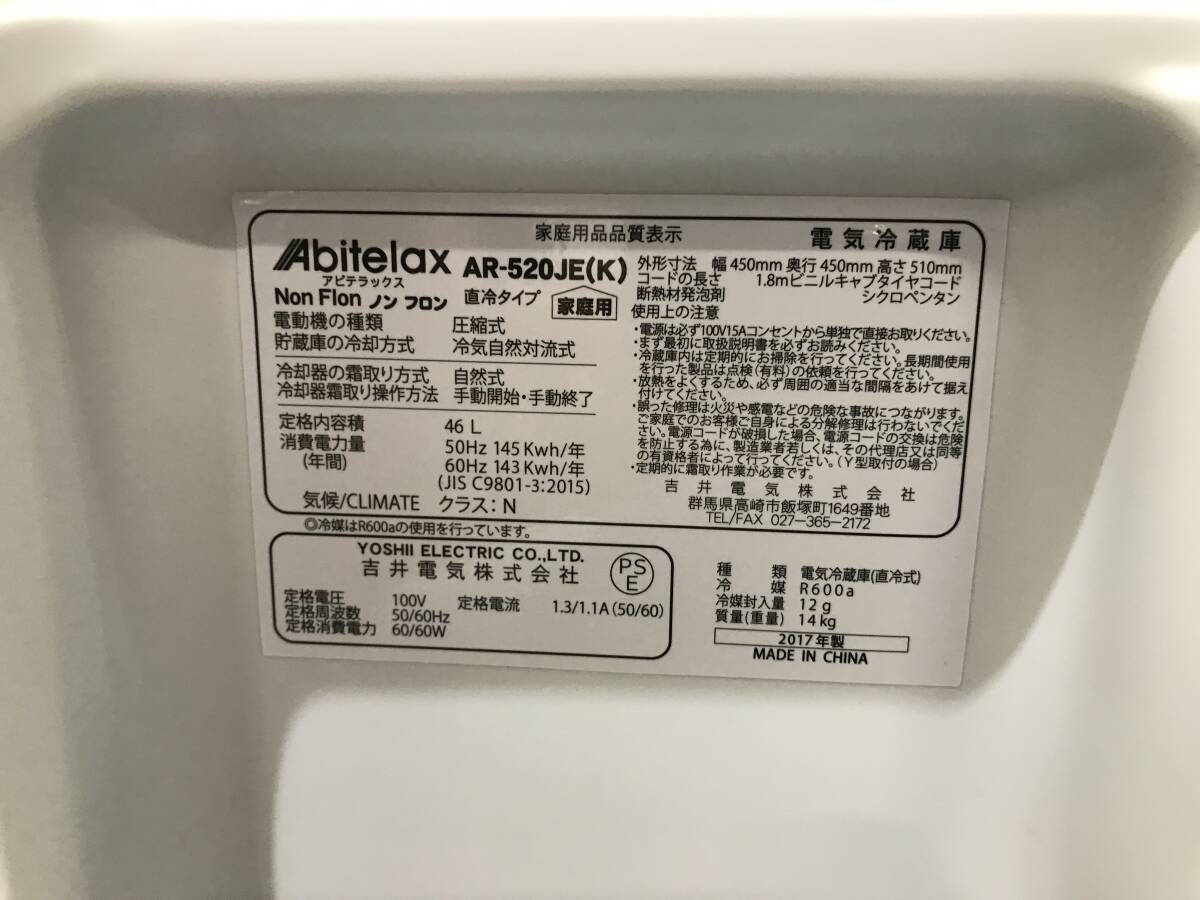 家庭用品品質表示
電気冷蔵庫
Abitelax AR-520JE(K)
アビテラックス
Non Flon ノン フロン 直冷タイプ 家庭用
電動機の種類 圧縮式
貯蔵庫の冷却方式 冷気自然対流式
冷却器の霜取り方式 自然式
冷却器霜取り操作方法 手動開始・手動終了
定格内容積 46 L
消費電力量 50Hz 145 Kwh/年
(年間) 60Hz 143 Kwh/年
(JIS C9801-3:2015)
気候/CLIMATE クラス: N
外形寸法 幅 450mm 奥行 450mm 高さ 510mm
コードの長さ 1.8mビニルキャブタイヤコード
断熱材発泡剤 シクロペンタン
使用上の注意
・電源は必ず100V15Aコンセントから単独で直接お取りください。
・まず最初に取扱説明書をお読みください。
・冷蔵庫内は定期的にお掃除を行ってください。長期間使用
を行った製品は点検(有料)の依頼を行ってください。
・放熱をよくするため、必ず周囲の適当な間隔をあけて据え
付けてください。
・誤った修理は火災や感電などの危険な事故につながります。
ご家庭でのお客様ご自身による分解修理は行わないでくだ
さい。電源コードが破損した場合、電源コードの交換は危険
を防止する為に、製造業者若しくは、その代理店又は同等
の有資格者によって行ってください。(Y型取付の場合)
・定期的に霜取り作業が必要です。
吉井電気株式会社
群馬県高崎市飯塚町1649番地
TEL/FAX 027-365-2172
◎冷媒はR600aの使用を行っています。
YOSHII ELECTRIC CO.,LTD.
吉井電気株式会社
PS
E
定格電圧 100V 定格電流 1.3/1.1A (50/60)
定格周波数 50/60Hz
定格消費電力 60/60W
種類 電気冷蔵庫(直冷式)
冷媒 R600a
冷媒封入量 12g
質量(重量) 14kg
2017年製
MADE IN CHINA